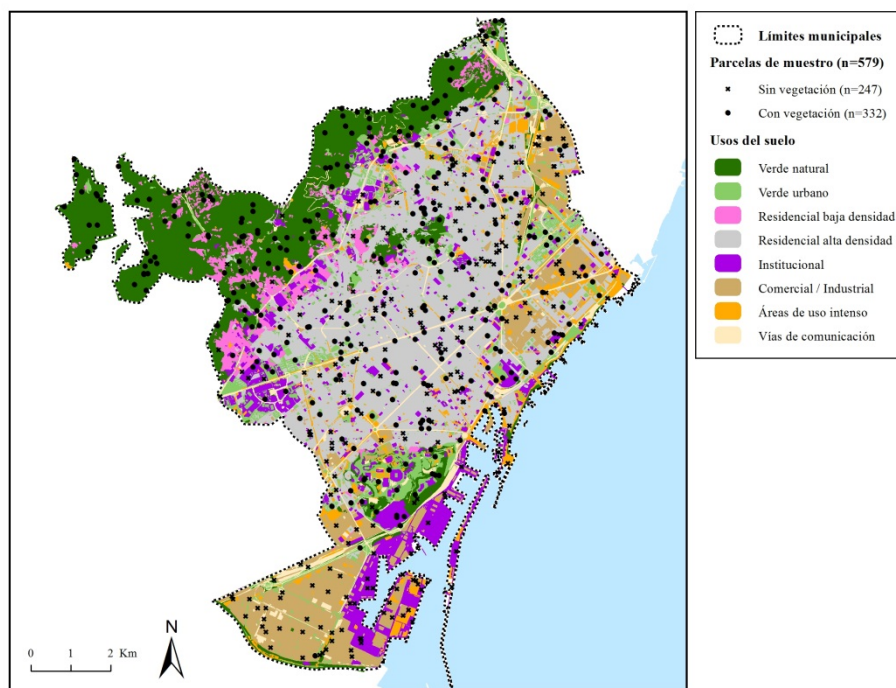 Límites municipales
Parcelas de muestro (n=579)
Sin vegetación (n=247)
Con vegetación (n=332)
Usos del suelo
Verde natural
Verde urbano
Residencial baja densidad
Residencial alta densidad
Institucional
Comercial / Industrial
Áreas de uso intenso
Vías de comunicación
N
0 1 2 Km